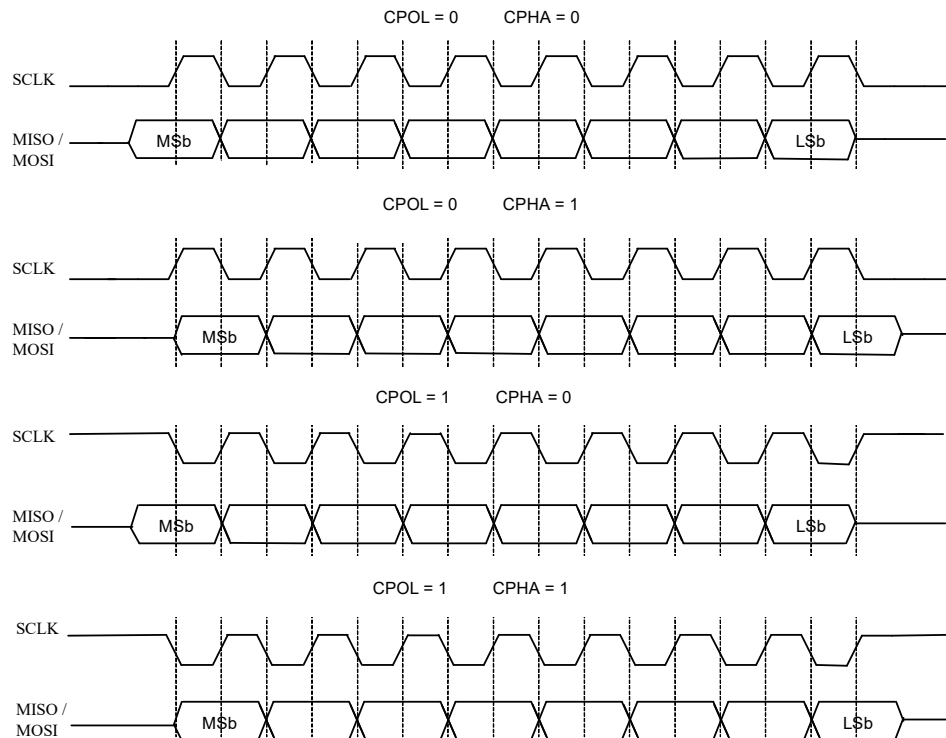 CPOL = 0 CPHA = 0
SCLK
MISO /
MOSI
MSb LSb
CPOL = 0 CPHA = 1
SCLK
MISO /
MOSI
MSb LSb
CPOL = 1 CPHA = 0
SCLK
MISO /
MOSI
MSb LSb
CPOL = 1 CPHA = 1
SCLK
MISO /
MOSI
MSb LSb